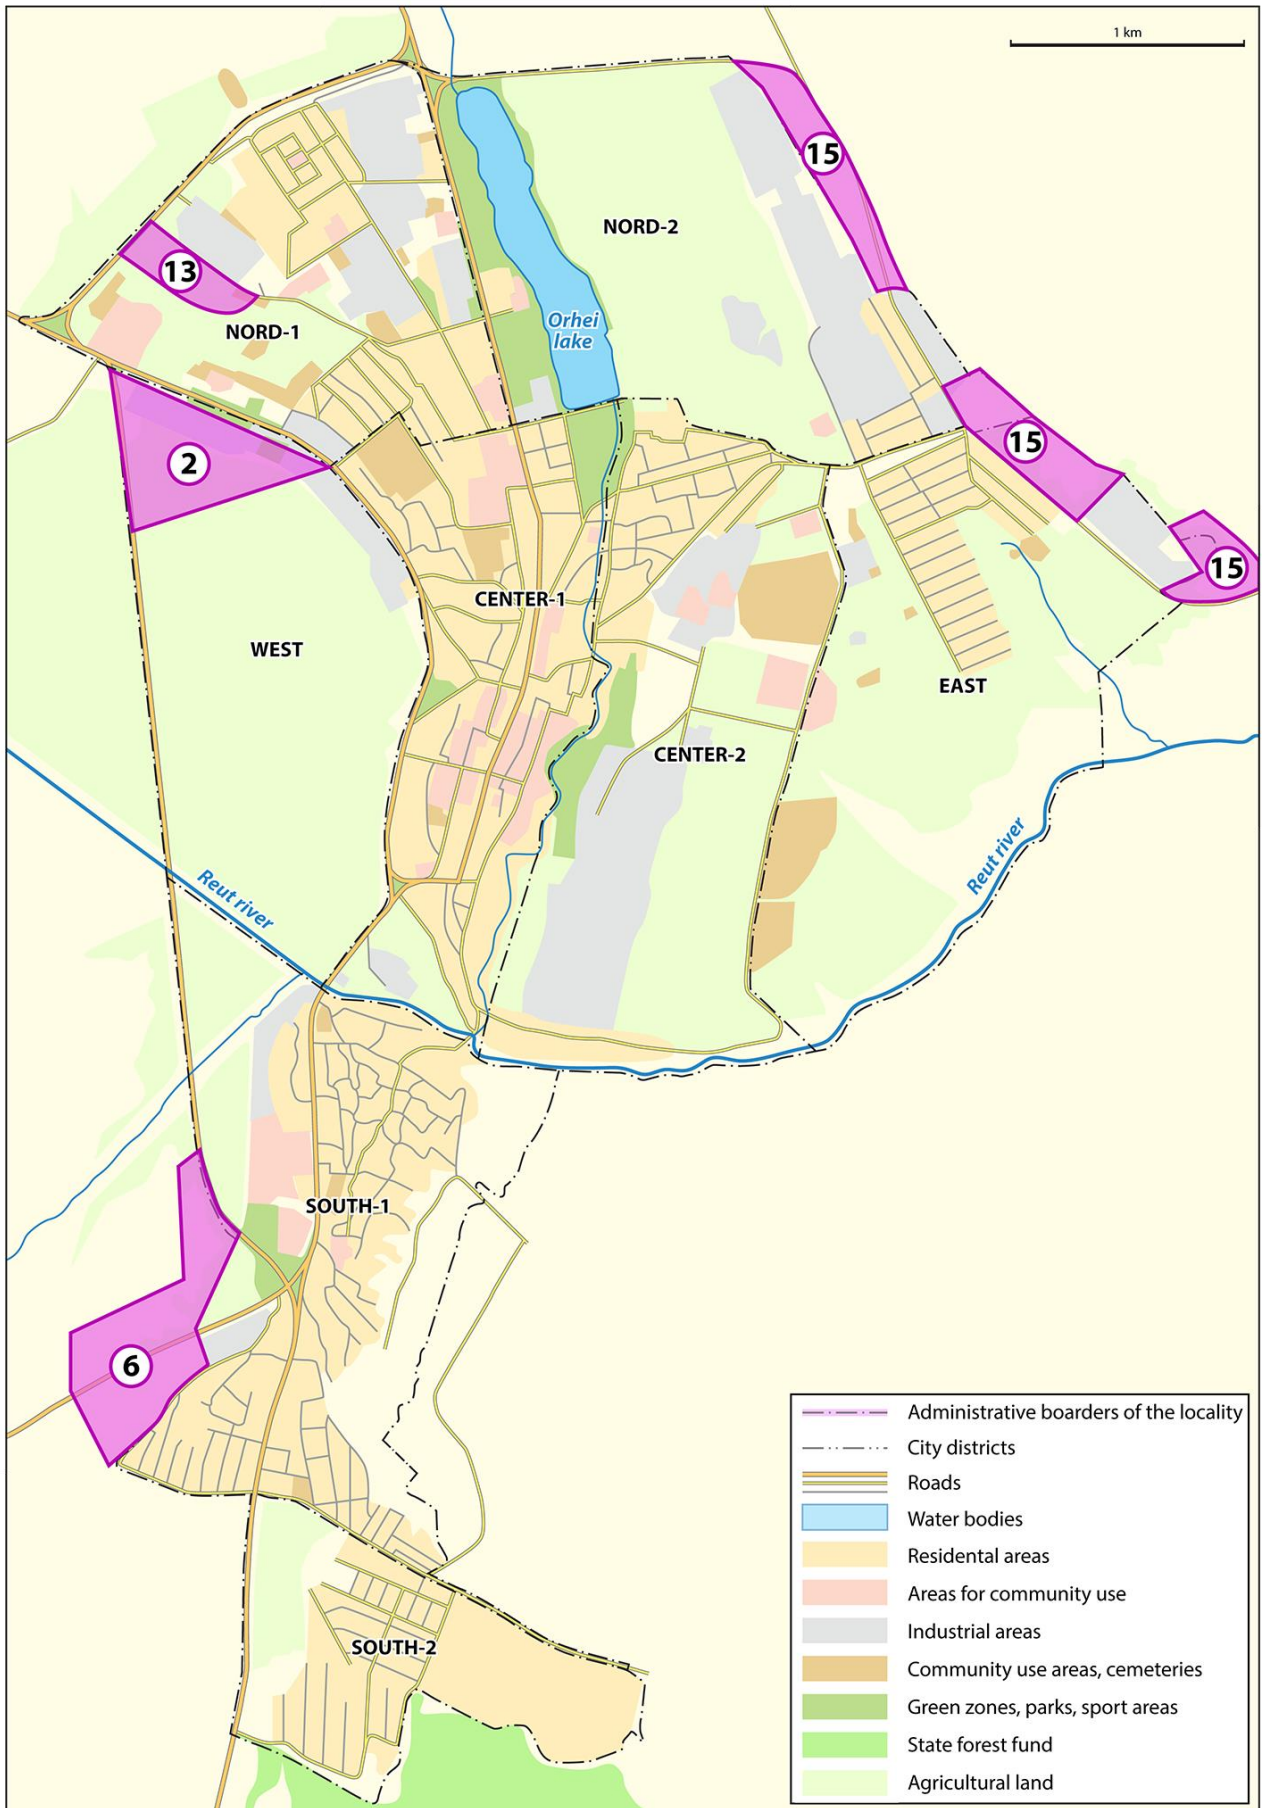 1 km
15
NORD-2
13
Orhei
lake
NORD-1
15
2
15
CENTER-1
WEST
EAST
CENTER-2
Reut river
Reut river
SOUTH-1
6
SOUTH-2
Administrative boarders of the locality
City districts
Roads
Water bodies
Residental areas
Areas for community use
Industrial areas
Community use areas, cemeteries
Green zones, parks, sport areas
State forest fund
Agricultural land